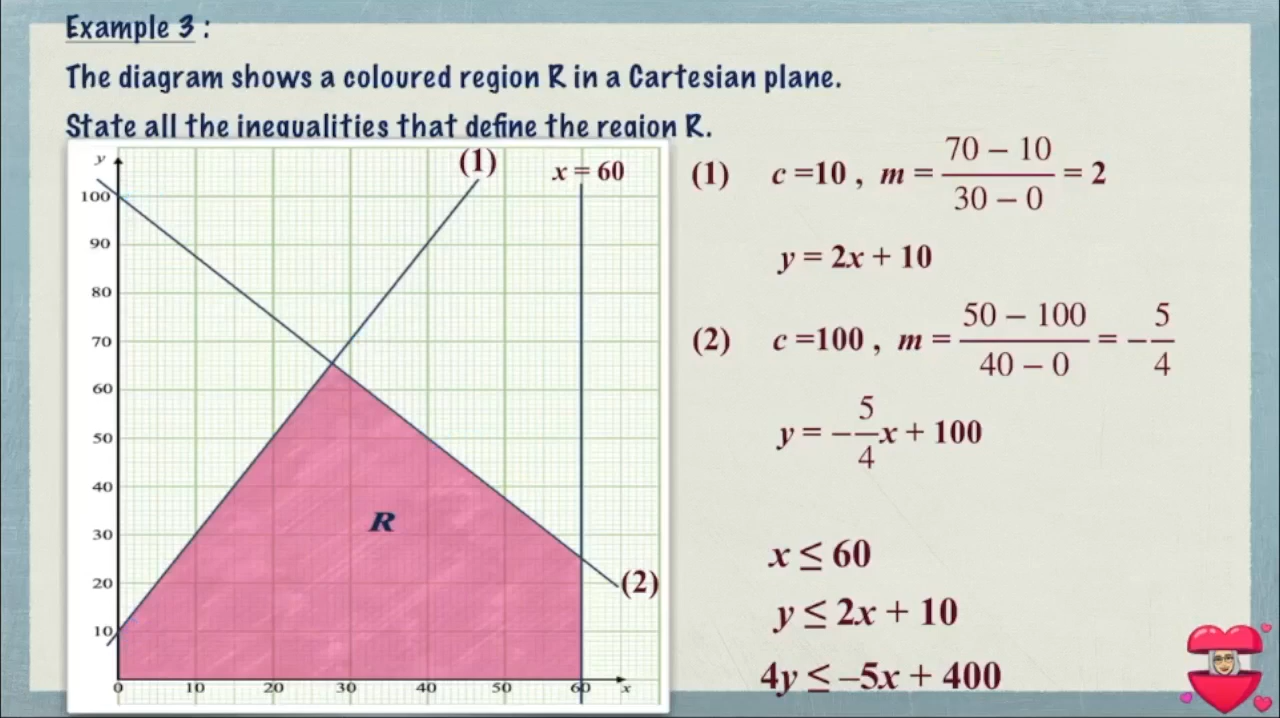 Example 3 :
The diagram shows a coloured region R in a Cartesian plane.
State all the inequalities that define the region R.
y
(1)
x = 60
100
90
80
70
60
50
40
30
20
10
R
(2)
0 10 20 30 40 50 60 x
(1) c =10 , m = (70 − 10)/(30 − 0) = 2
y = 2x + 10
(2) c =100 , m = (50 − 100)/(40 − 0) = −5/4
y = −5/4x + 100
x ≤ 60
y ≤ 2x + 10
4y ≤ −5x + 400